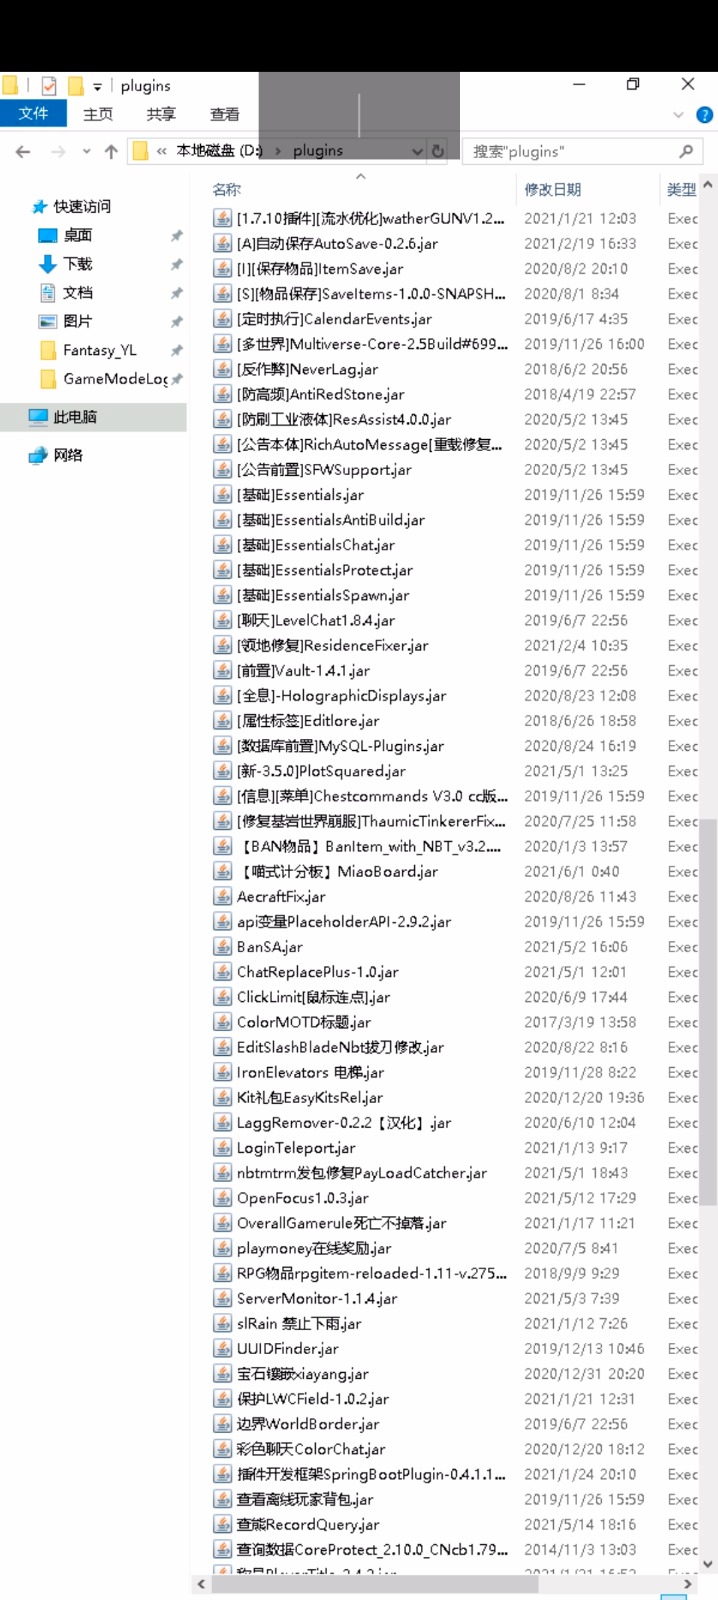 plugins
文件 主页 共享 查看
本地磁盘 (D:) plugins 搜索"plugins"
名称 修改日期 类型
快速访问
桌面
下载
文档
图片
Fantasy_YL
GameModeLog
此电脑
网络
[1.7.10插件][流水优化]watherGUNV1.2... 2021/1/21 12:03 Exec
[A]自动保存AutoSave-0.2.6.jar 2021/2/19 16:33 Exec
[I][保存物品]ItemSave.jar 2020/8/2 20:10 Exec
[S][物品保存]SaveItems-1.0.0-SNAPSH... 2020/8/1 8:34 Exec
[定时执行]CalendarEvents.jar 2019/6/17 4:35 Exec
[多世界]Multiverse-Core-2.5Build#699... 2019/11/26 16:00 Exec
[反作弊]NeverLag.jar 2018/6/2 20:56 Exec
[防高频]AntiRedStone.jar 2018/4/19 22:57 Exec
[防刷工业液体]ResAssist4.0.0.jar 2020/5/2 13:45 Exec
[公告本体]RichAutoMessage[重载修复... 2020/5/2 13:45 Exec
[公告前置]SFWSupport.jar 2020/5/2 13:45 Exec
[基础]Essentials.jar 2019/11/26 15:59 Exec
[基础]EssentialsAntiBuild.jar 2019/11/26 15:59 Exec
[基础]EssentialsChat.jar 2019/11/26 15:59 Exec
[基础]EssentialsProtect.jar 2019/11/26 15:59 Exec
[基础]EssentialsSpawn.jar 2019/11/26 15:59 Exec
[聊天]LevelChat1.8.4.jar 2019/6/7 22:56 Exec
[领地修复]ResidenceFixer.jar 2021/2/4 10:35 Exec
[前置]Vault-1.4.1.jar 2019/6/7 22:56 Exec
[全息]-HolographicDisplays.jar 2020/8/23 12:08 Exec
[属性标签]Editlore.jar 2018/6/26 18:58 Exec
[数据库前置]MySQL-Plugins.jar 2020/8/24 16:19 Exec
[新-3.5.0]PlotSquared.jar 2021/5/1 13:25 Exec
[信息][菜单]Chestcommands V3.0 cc版... 2019/11/26 15:59 Exec
[修复基岩世界崩服]ThaumicTinkererFix... 2020/7/25 11:58 Exec
【BAN物品】BanItem_with_NBT_v3.2.... 2020/1/3 13:57 Exec
【喵式计分板】MiaoBoard.jar 2021/6/1 0:40 Exec
AecraftFix.jar 2020/8/26 11:43 Exec
api变量PlaceholderAPI-2.9.2.jar 2019/11/26 15:59 Exec
BanSA.jar 2021/5/2 16:06 Exec
ChatReplacePlus-1.0.jar 2021/5/1 12:01 Exec
ClickLimit[鼠标连点].jar 2020/6/9 17:44 Exec
ColorMOTD标题.jar 2017/3/19 13:58 Exec
EditSlashBladeNbt拔刀修改.jar 2020/8/22 8:16 Exec
IronElevators 电梯.jar 2019/11/28 8:22 Exec
Kit礼包EasyKitsRel.jar 2020/12/20 19:36 Exec
LaggRemover-0.2.2【汉化】.jar 2020/6/10 12:04 Exec
LoginTeleport.jar 2021/1/13 9:17 Exec
nbtmtrm发包修复PayLoadCatcher.jar 2021/5/1 18:43 Exec
OpenFocus1.0.3.jar 2021/5/12 17:29 Exec
OverallGamerule死亡不掉落.jar 2021/1/17 11:21 Exec
playmoney在线奖励.jar 2020/7/5 8:41 Exec
RPG物品rpgitem-reloaded-1.11-v.275... 2018/9/9 9:29 Exec
ServerMonitor-1.1.4.jar 2021/5/3 7:39 Exec
slRain 禁止下雨.jar 2021/1/12 7:26 Exec
UUIDFinder.jar 2019/12/13 10:46 Exec
宝石镶嵌xiayang.jar 2020/12/31 20:20 Exec
保护LWCField-1.0.2.jar 2021/1/21 12:31 Exec
边界WorldBorder.jar 2019/6/7 22:56 Exec
彩色聊天ColorChat.jar 2020/12/20 18:12 Exec
插件开发框架SpringBootPlugin-0.4.1.1... 2021/1/24 20:10 Exec
查看离线玩家背包.jar 2019/11/26 15:59 Exec
查熊RecordQuery.jar 2021/5/14 18:16 Exec
查询数据CoreProtect_2.10.0_CNcb1.79... 2014/11/3 13:03 Exec